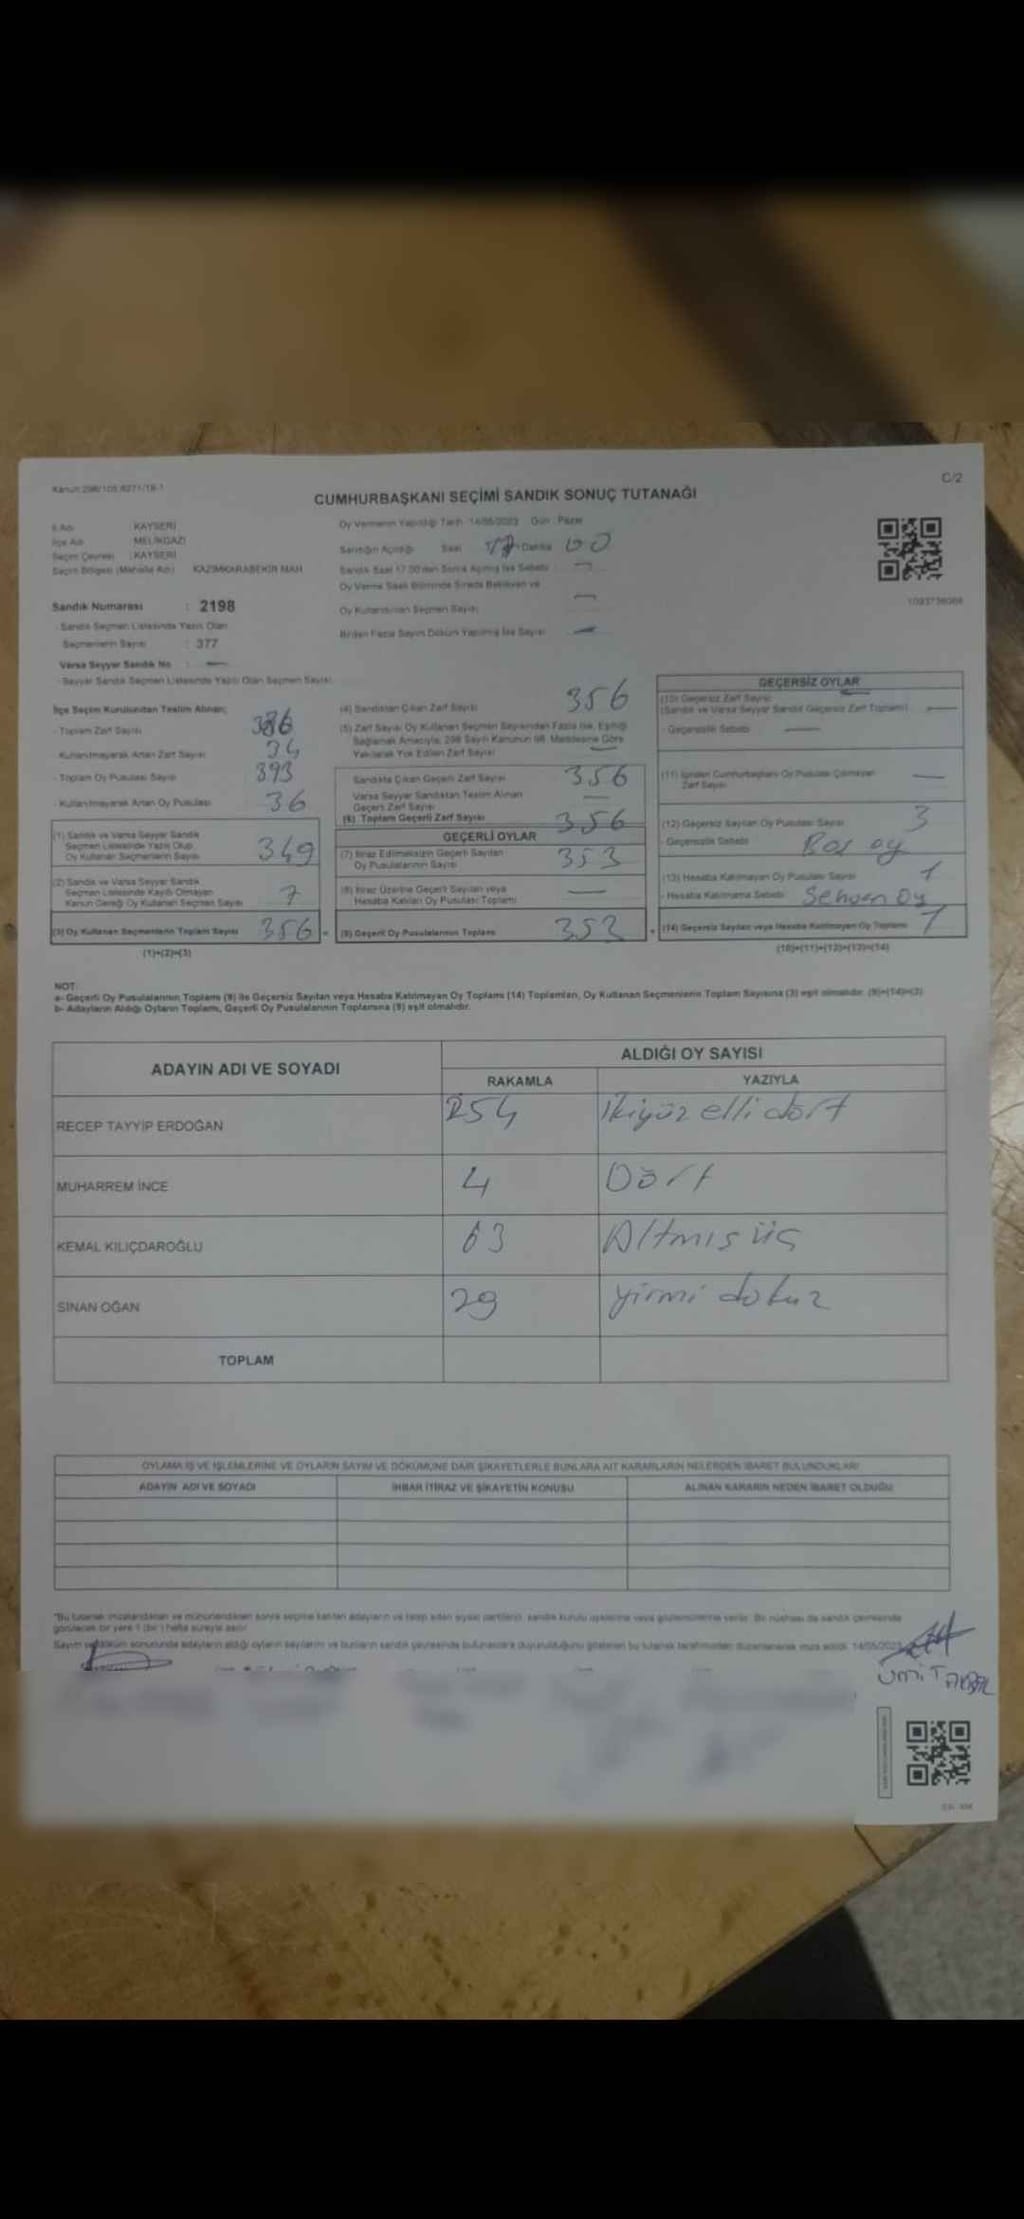 Kanun:298/105,6271/18-1
C/2
CUMHURBAŞKANI SEÇİMİ SANDIK SONUÇ TUTANAĞI
İl Adı : KAYSERİ
İlçe Adı : MELİKGAZİ
Seçim Çevresi : KAYSERİ
Seçim Bölgesi (Mahalle Adı) : KAZIMKARABEKİR MAH
Sandık Numarası : 2198
Sandık Seçmen Listesinde Yazılı Olan
Seçmenlerin Sayısı : 377
Varsa Seyyar Sandık No : —
- Seyyar Sandık Seçmen Listesinde Yazılı Olan Seçmen Sayısı:
Oy Vermenin Yapıldığı Tarih :14/05/2023 Gün : Pazar
Sandığın Açıldığı Saat 17 Dakika 00
Sandık Saat 17.00'den Sonra Açılmış İse Sebebi —
Oy Verme Saati Bitiminde Sırada Bekleyen ve
Oy Kullandırılan Seçmen Sayısı —
Birden Fazla Sayım Döküm Yapılmış İse Sayısı —
İlçe Seçim Kurulundan Teslim Alınan;
- Toplam Zarf Sayısı 386
- Kullanılmayarak Artan Zarf Sayısı 34
- Toplam Oy Pusulası Sayısı 393
- Kullanılmayarak Artan Oy Pusulası 36
(1) Sandık ve Varsa Seyyar Sandık
Seçmen Listesinde Yazılı Olup
Oy Kullanan Seçmenlerin Sayısı 349
(2) Sandık ve Varsa Seyyar Sandık
Seçmen Listesinde Kayıtlı Olmayan
Kanun Gereği Oy Kullanan Seçmen Sayısı 7
(3) Oy Kullanan Seçmenlerin Toplam Sayısı 356 =
(1)+(2)=(3)
(4) Sandıktan Çıkan Zarf Sayısı 356
(5) Zarf Sayısı Oy Kullanan Seçmen Sayısından Fazla İse, Eşitliği
Sağlamak Amacıyla, 298 Sayılı Kanunun 98. Maddesine Göre
Yakılarak Yok Edilen Zarf Sayısı —
Sandıkta Çıkan Geçerli Zarf Sayısı 356
Varsa Seyyar Sandıktan Teslim Alınan
Geçerli Zarf Sayısı —
(6) Toplam Geçerli Zarf Sayısı 356
GEÇERLİ OYLAR
(7) İtiraz Edilmeksizin Geçerli Sayılan
Oy Pusulalarının Sayısı 353
(8) İtiraz Üzerine Geçerli Sayılan veya
Hesaba Katılan Oy Pusulası Toplamı —
(9) Geçerli Oy Pusulalarının Toplamı +
GEÇERSİZ OYLAR
(10) Geçersiz Zarf Sayısı
(Sandık ve Varsa Seyyar Sandık Geçersiz Zarf Toplamı) —
- Geçersizlik Sebebi —
(11) İçinden Cumhurbaşkanı Oy Pusulası Çıkmayan
Zarf Sayısı —
(12) Geçersiz Sayılan Oy Pusulası Sayısı 3
- Geçersizlik Sebebi oy
(13) Hesaba Katılmayan Oy Pusulası Sayısı 1
- Hesaba Katılmama Sebebi Sehven oy
(14) Geçersiz Sayılan veya Hesaba Katılmayan Oy Toplamı 7
(10)+(11)+(12)+(13)=(14)
NOT:
a- Geçerli Oy Pusulalarının Toplamı (9) ile Geçersiz Sayılan veya Hesaba Katılmayan Oy Toplamı (14) Toplamları, Oy Kullanan Seçmenlerin Toplam Sayısına (3) eşit olmalıdır. (9)+(14)=(3)
b- Adayların Aldığı Oyların Toplamı, Geçerli Oy Pusulalarının Toplamına (9) eşit olmalıdır.
ADAYIN ADI VE SOYADI
ALDIĞI OY SAYISI
RAKAMLA YAZIYLA
RECEP TAYYİP ERDOĞAN 254 İkiyüz elli dört
MUHARREM İNCE 4 Dört
KEMAL KILIÇDAROĞLU 63 Altmış üç
SİNAN OĞAN 29 yirmi dokuz
TOPLAM
OYLAMA İŞ VE İŞLEMLERİNE VE OYLARIN SAYIM VE DÖKÜMÜNE DAİR ŞİKAYETLERLE BUNLARA AİT KARARLARIN NELERDEN İBARET BULUNDUKLARI
ADAYIN ADI VE SOYADI İHBAR İTİRAZ VE ŞİKAYETİN KONUSU ALINAN KARARIN NEDEN İBARET OLDUĞU
*Bu tutanak imzalandıktan ve mühürlendikten sonra seçime katılan adayların ve talep eden siyasi partilerin, sandık kurulu üyelerine veya gözlemcilerine verilir. Bir nüshası da sandık çevresinde
görülecek bir yere 1 (bir) hafta süreyle asılır.
Sayım ve döküm sonucunda adayların aldığı oyların sayılarını ve bunların sandık çevresinde bulunanlara duyurulduğunu gösteren bu tutanak tarafımızdan düzenlenerek imza edildi. 14/05/2023
ÜMİT